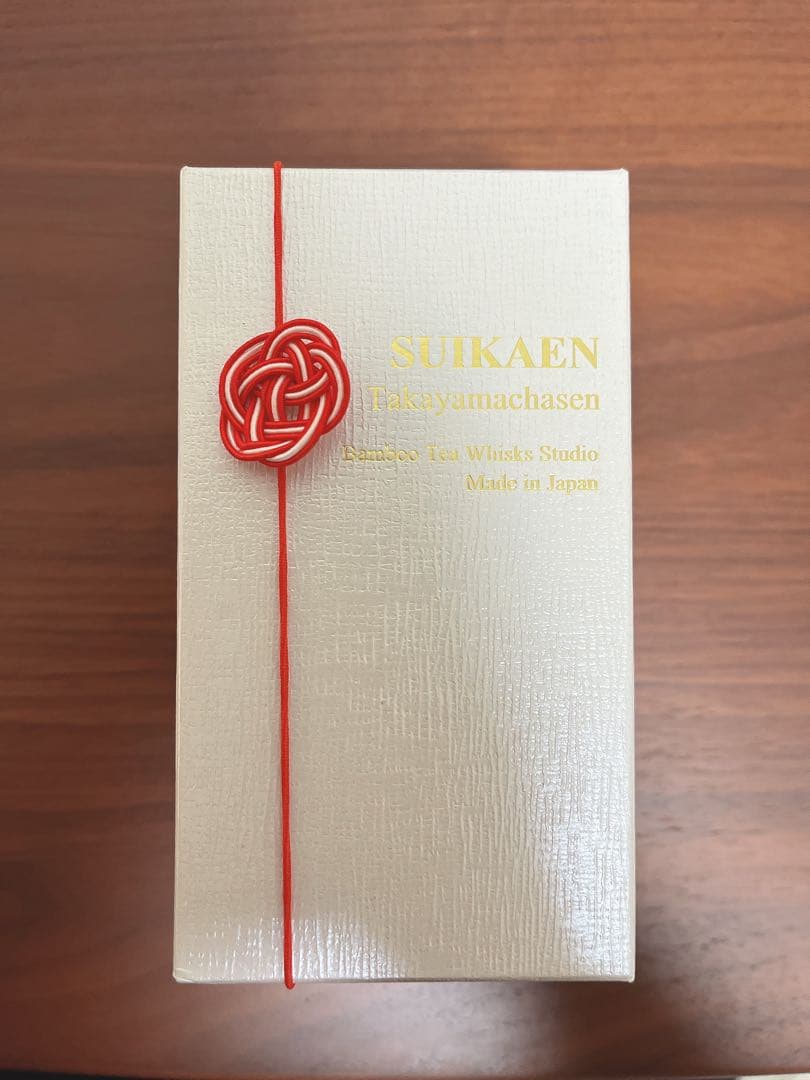 SUIKAEN
Takayamachasen
Bamboo Tea Whisks Studio
Made in Japan